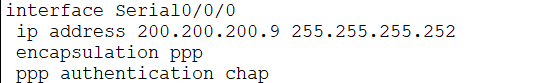 interface Serial0/0/0
ip address 200.200.200.9 255.255.255.252
encapsulation ppp
ppp authentication chap